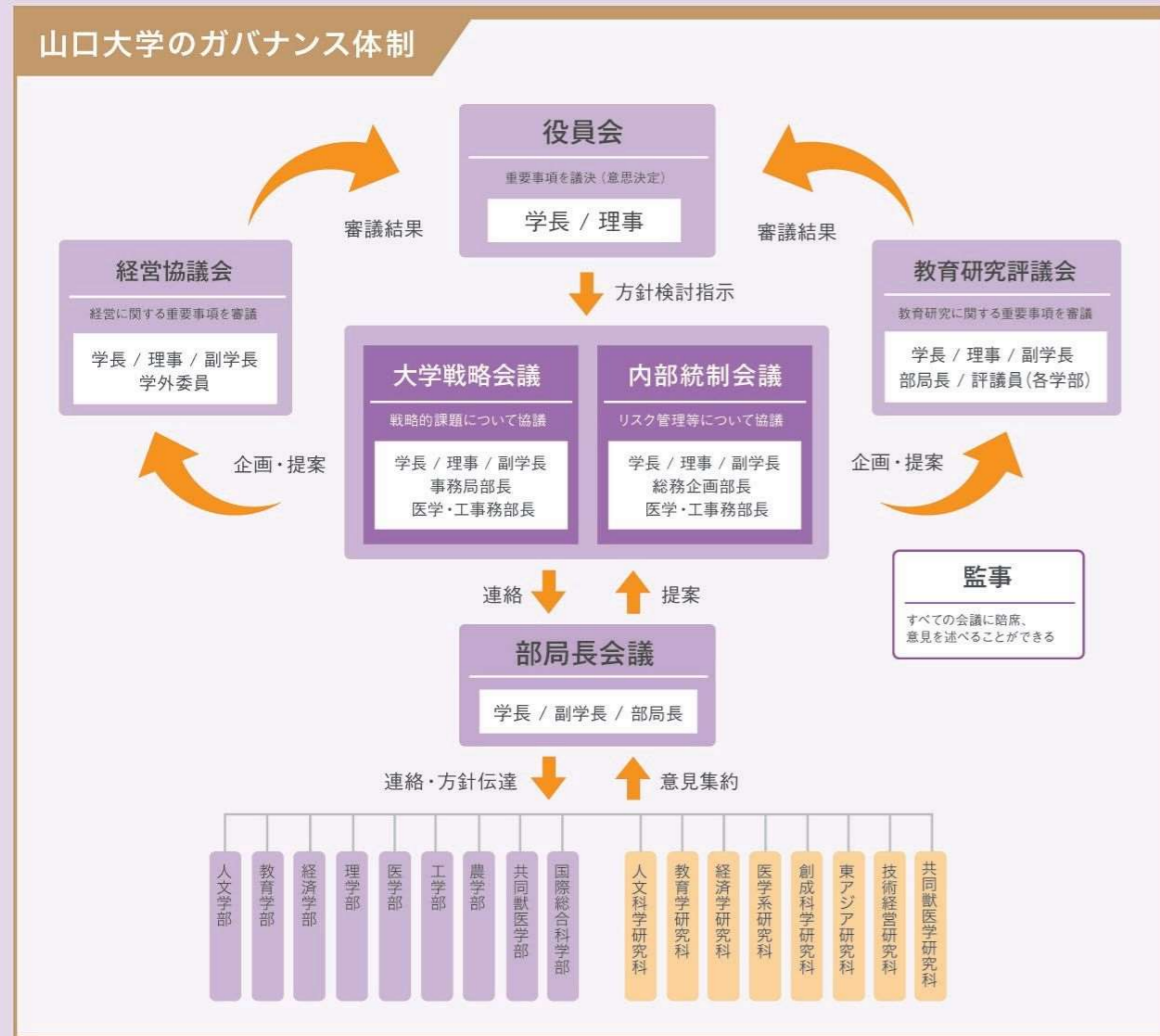 山口大学のガバナンス体制
役員会
重要事項を議決(意思決定)
学長 / 理事
審議結果
審議結果
経営協議会
経営に関する重要事項を審議
学長 / 理事 / 副学長
学外委員
方針検討指示
教育研究評議会
教育研究に関する重要事項を審議
学長 / 理事 / 副学長
部局長 / 評議員(各学部)
大学戦略会議
戦略的課題について協議
学長 / 理事 / 副学長
事務局部長
医学・工事務部長
内部統制会議
リスク管理等について協議
学長 / 理事 / 副学長
総務企画部長
医学・工事務部長
企画・提案
企画・提案
監事
すべての会議に陪席、
意見を述べることができる
連絡
提案
部局長会議
学長 / 副学長 / 部局長
連絡・方針伝達
意見集約
人文学部
教育学部
経済学部
理学部
医学部
工学部
農学部
共同獣医学部
国際総合科学部
人文科学研究科
教育学研究科
経済学研究科
医学系研究科
創成科学研究科
東アジア研究科
技術経営研究科
共同獣医学研究科